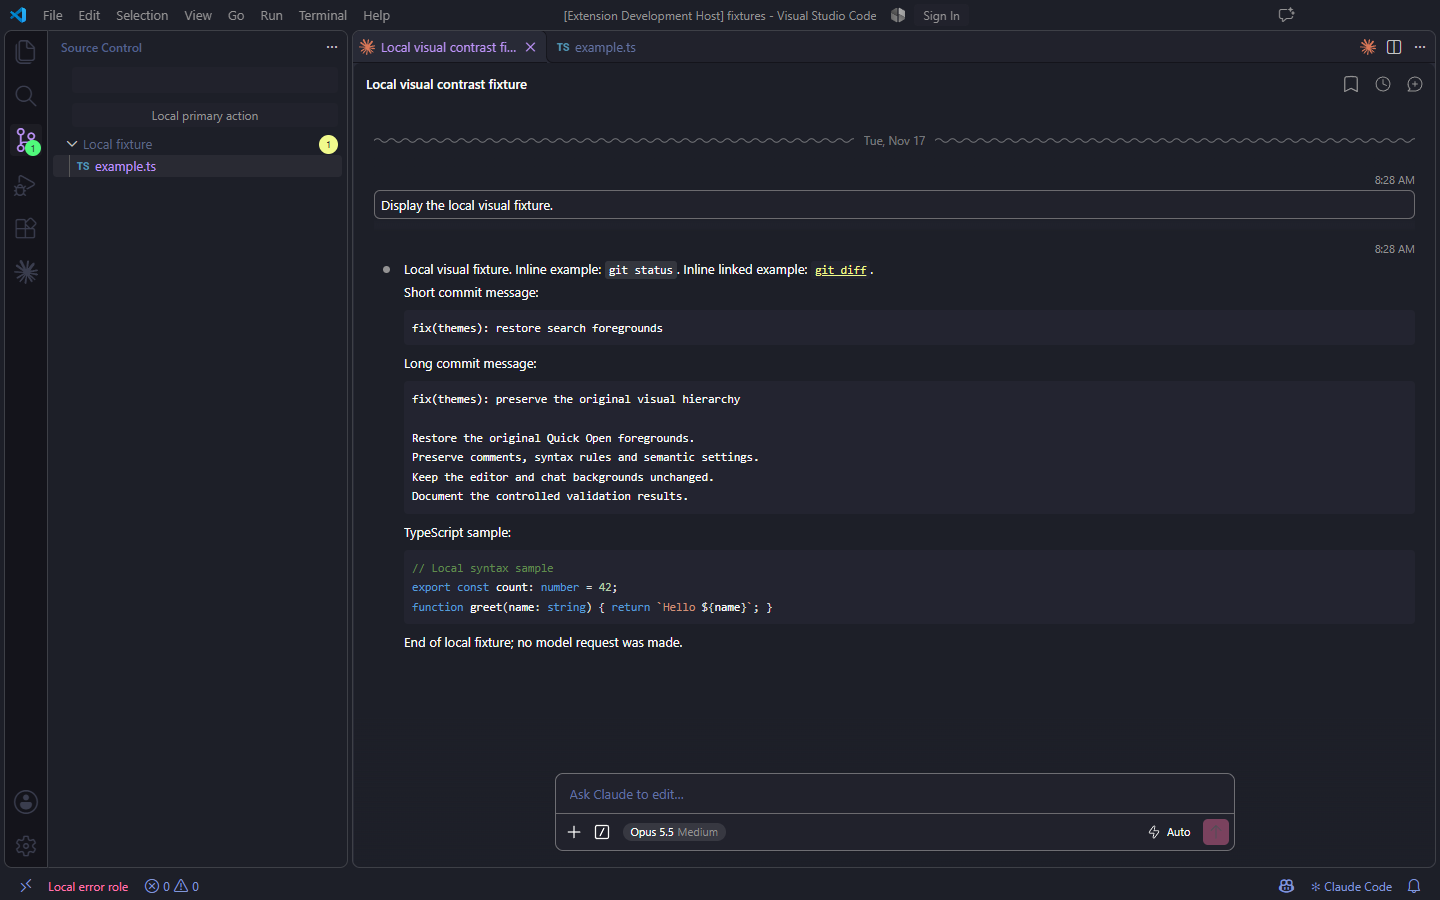 File Edit Selection View Go Run Terminal Help
[Extension Development Host] fixtures - Visual Studio Code
Sign In
Source Control
Local primary action
Local fixture
1
TS example.ts
1
Local visual contrast fi...
TS example.ts
Local visual contrast fixture
Tue, Nov 17
8:28 AM
Display the local visual fixture.
8:28 AM
Local visual fixture. Inline example: git status. Inline linked example: git diff.
Short commit message:
fix(themes): restore search foregrounds
Long commit message:
fix(themes): preserve the original visual hierarchy
Restore the original Quick Open foregrounds.
Preserve comments, syntax rules and semantic settings.
Keep the editor and chat backgrounds unchanged.
Document the controlled validation results.
TypeScript sample:
// Local syntax sample
export const count: number = 42;
function greet(name: string) { return `Hello ${name}`; }
End of local fixture; no model request was made.
Ask Claude to edit...
Opus 5.5 Medium
Auto
Local error role
0 0
Claude Code